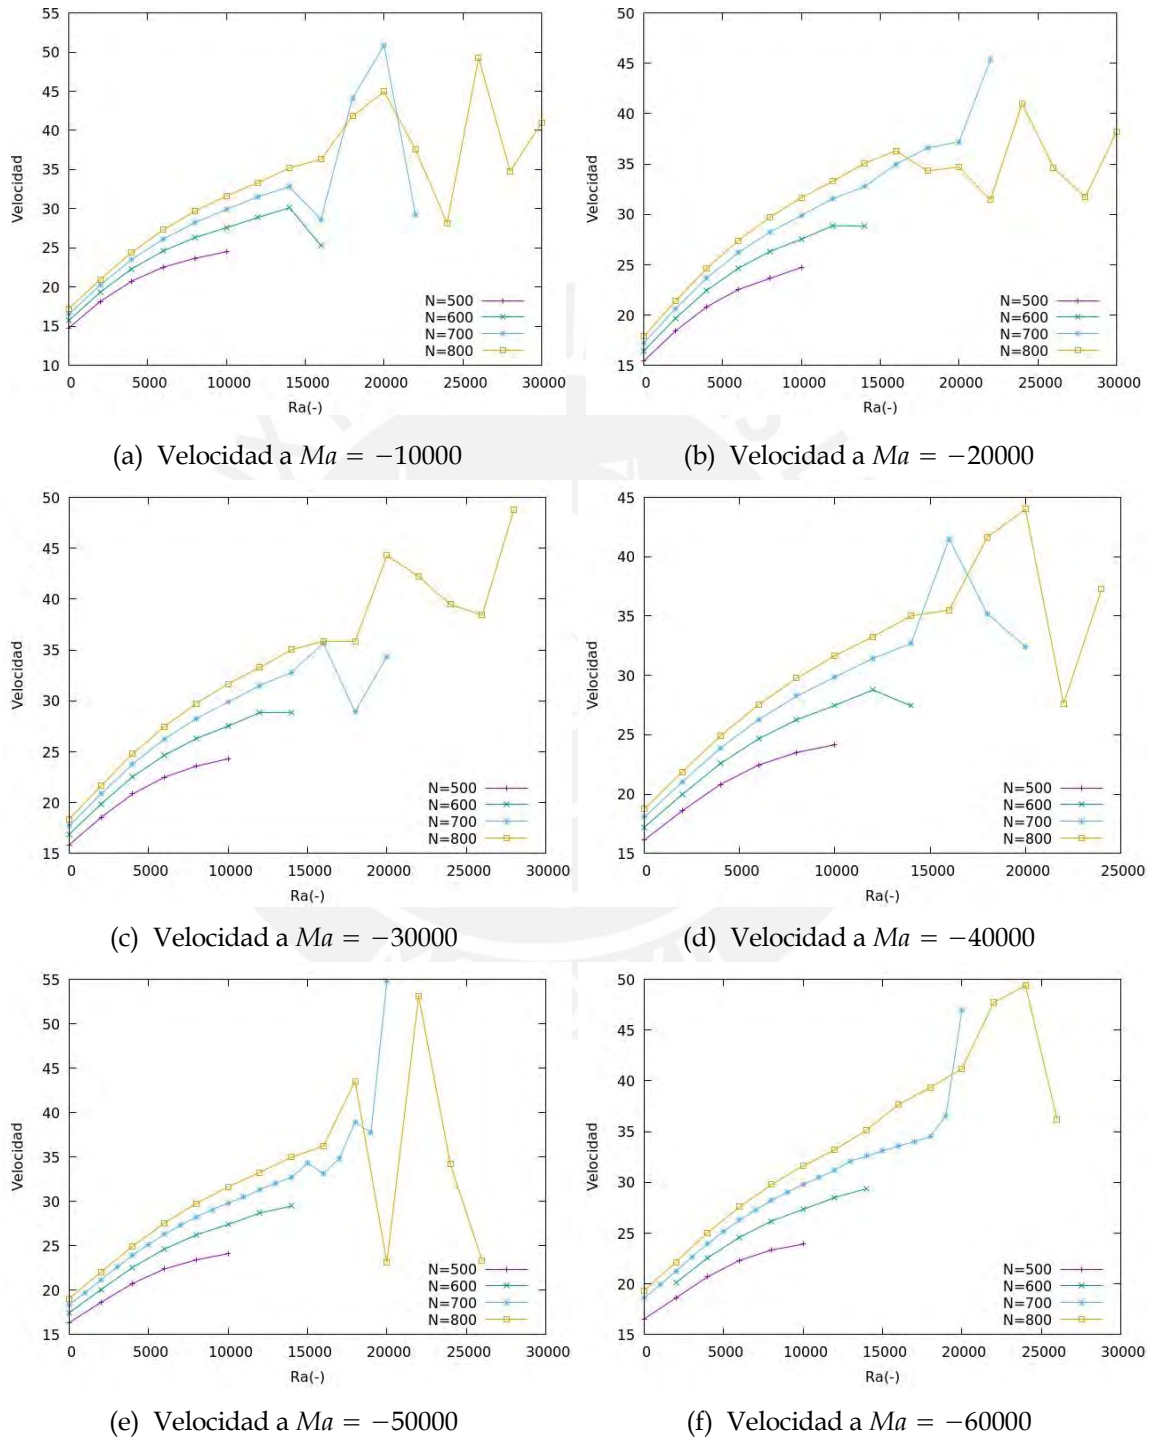 55
50
45
40
35
30
25
20
15
10
Velocidad
N=500
N=600
N=700
N=800
0 5000 10000 15000 20000 25000 30000
Ra(-)
(a) Velocidad a Ma = −10000
50
45
40
35
30
25
20
15
Velocidad
N=500
N=600
N=700
N=800
0 5000 10000 15000 20000 25000 30000
Ra(-)
(b) Velocidad a Ma = −20000
50
45
40
35
30
25
20
15
Velocidad
N=500
N=600
N=700
N=800
0 5000 10000 15000 20000 25000 30000
Ra(-)
(c) Velocidad a Ma = −30000
45
40
35
30
25
20
15
Velocidad
N=500
N=600
N=700
N=800
0 5000 10000 15000 20000 25000
Ra(-)
(d) Velocidad a Ma = −40000
55
50
45
40
35
30
25
20
15
Velocidad
N=500
N=600
N=700
N=800
0 5000 10000 15000 20000 25000 30000
Ra(-)
(e) Velocidad a Ma = −50000
50
45
40
35
30
25
20
15
Velocidad
N=500
N=600
N=700
N=800
0 5000 10000 15000 20000 25000 30000
Ra(-)
(f) Velocidad a Ma = −60000